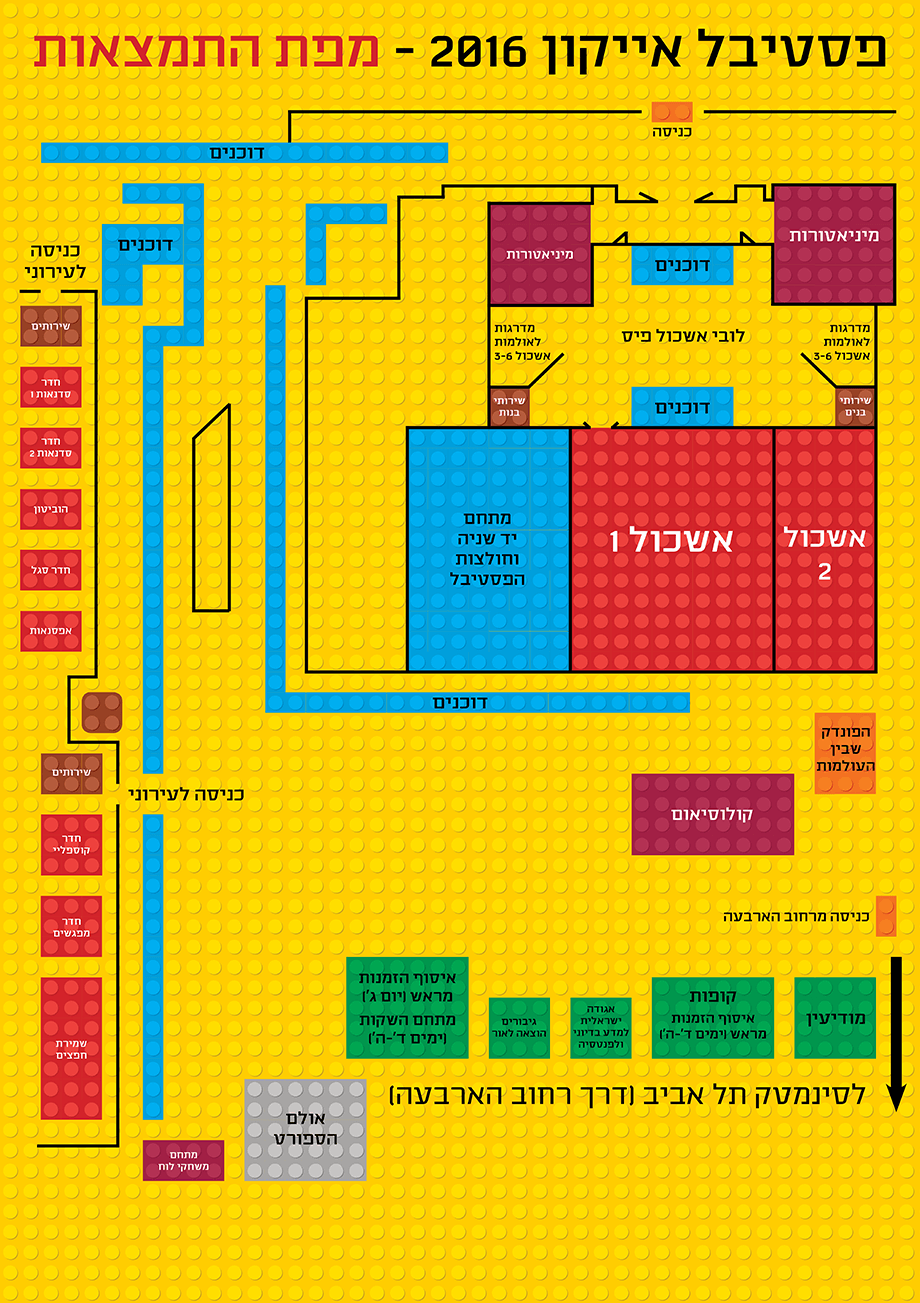 פסטיבל אייקון 2016 - מפת התמצאות
כניסה
דוכנים
דוכנים
כניסה
לעירוני
מיניאטורות
מיניאטורות
דוכנים
שירותים
חדר
סדנאות 1
חדר
סדנאות 2
הוביטון
חדר סגל
אפסנאות
מדרגות
לאולמות
אשכול 3-6
לובי אשכול פיס
מדרגות
לאולמות
אשכול 3-6
שירותי
בנות
דוכנים
שירותי
בנים
מתחם
יד שניה
וחולצות
הפסטיבל
אשכול 1
אשכול
2
דוכנים
הפונדק
שבין
העולמות
קולוסיאום
שירותים
כניסה לעירוני
חדר
קוספליי
חדר
מפגשים
שמירת
חפצים
כניסה מרחוב הארבעה
מודיעין
קופות
איסוף הזמנות
מראש (ימים ד'-ה')
אגודה
ישראלית
למדע בדיוני
ולפנטסיה
גיבורים
הוצאה לאור
איסוף הזמנות
מראש (יום ג')
מתחם השקות
(ימים ד'-ה')
לסינמטק תל אביב (דרך רחוב הארבעה)
אולם
הספורט
מתחם
משחקי לוח